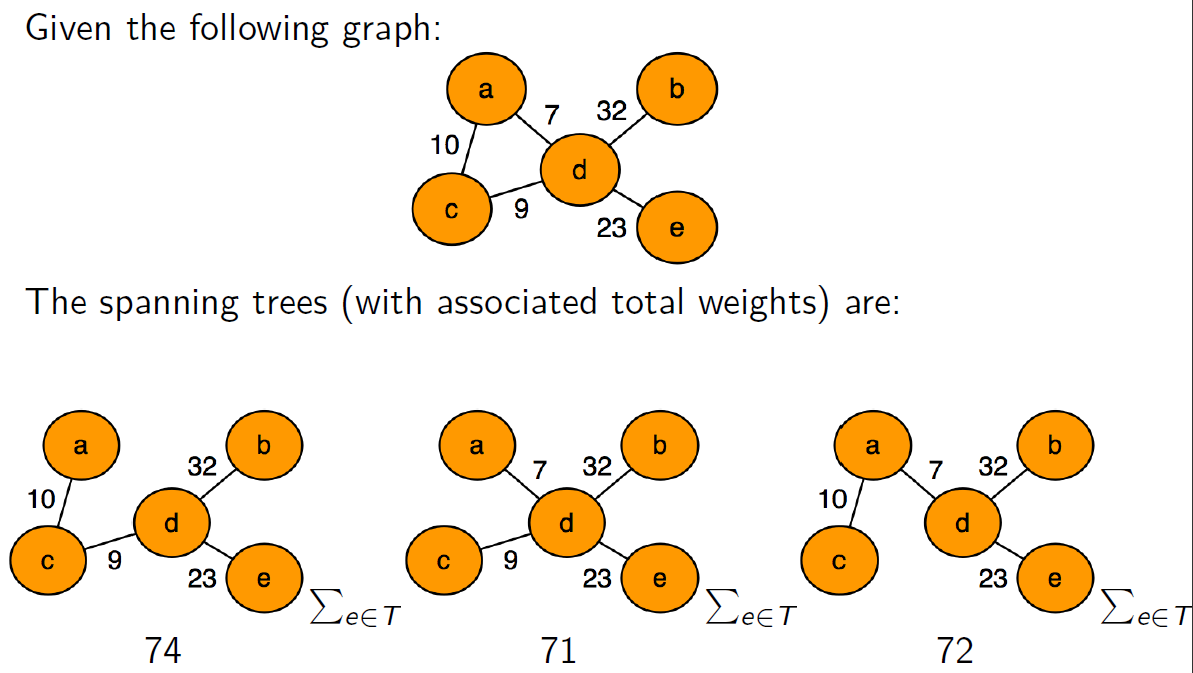 Given the following graph:
a
b
7
32
10
d
c
9
23
e
The spanning trees (with associated total weights) are:
a
b
32
10
d
c
9
23
e
∑e∈T
74
a
b
7
32
d
c
9
23
e
∑e∈T
71
a
b
7
32
10
d
c
23
e
∑e∈T
72